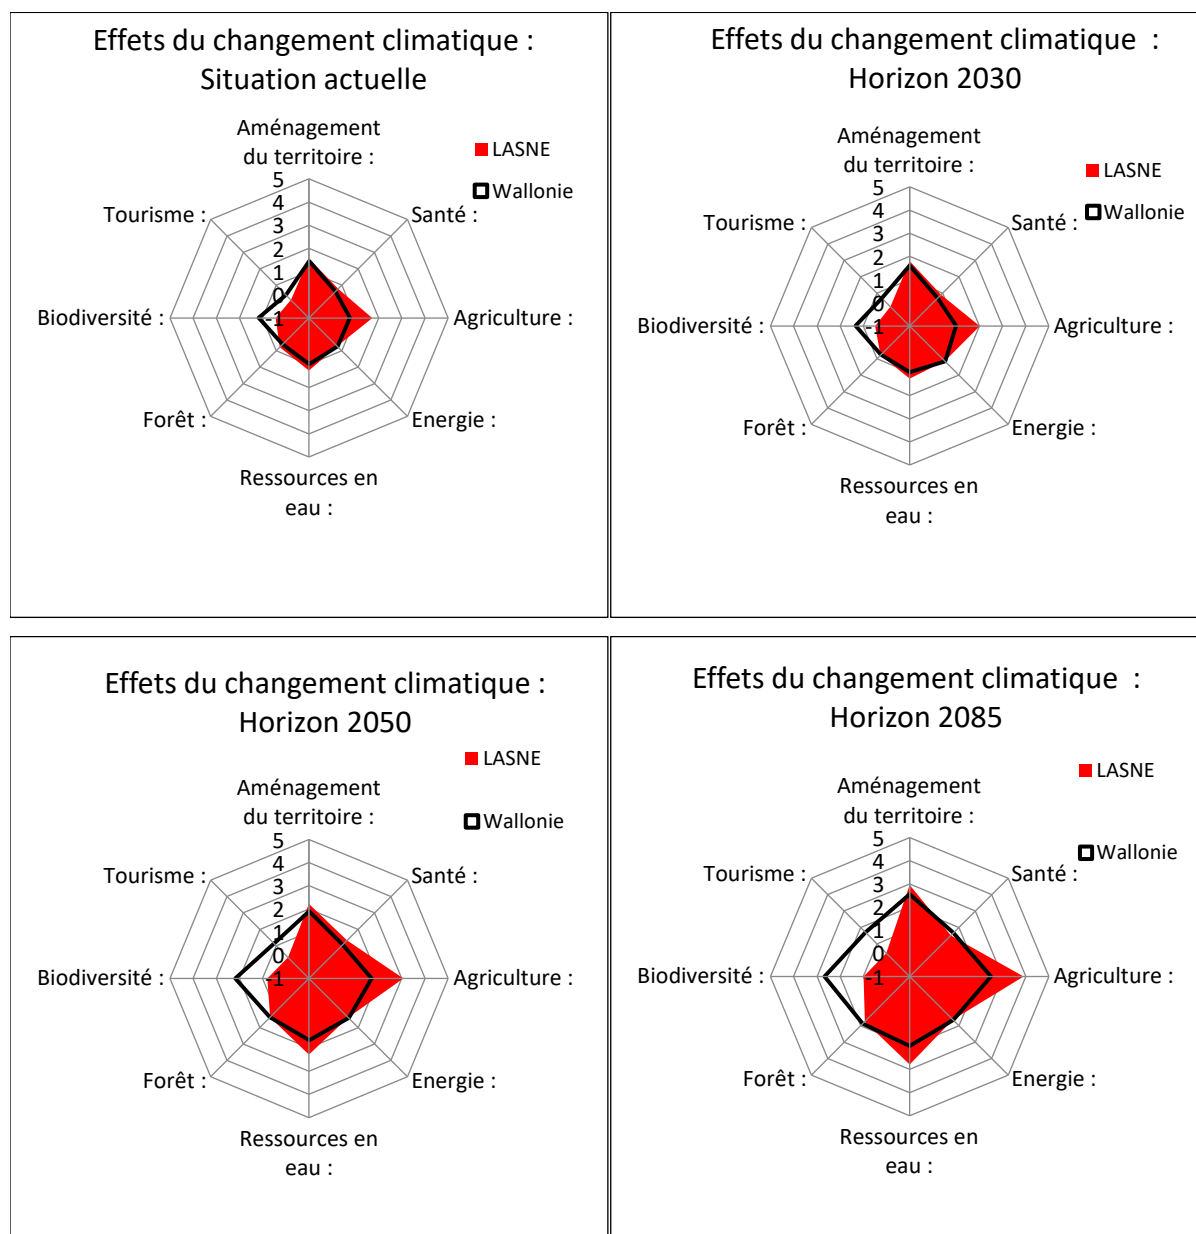 Effets du changement climatique :
Situation actuelle
Aménagement
du territoire :
LASNE
Wallonie
5
4
3
2
1
0
-1
Tourisme :
Santé :
Biodiversité :
Agriculture :
Forêt :
Energie :
Ressources en
eau :
Effets du changement climatique :
Horizon 2030
Aménagement
du territoire :
LASNE
Wallonie
5
4
3
2
1
0
-1
Tourisme :
Santé :
Biodiversité :
Agriculture :
Forêt :
Energie :
Ressources en
eau :
Effets du changement climatique :
Horizon 2050
LASNE
Aménagement
du territoire :
Wallonie
5
4
3
2
1
0
-1
Tourisme :
Santé :
Biodiversité :
Agriculture :
Forêt :
Energie :
Ressources en
eau :
Effets du changement climatique :
Horizon 2085
LASNE
Aménagement
du territoire :
Wallonie
5
4
3
2
1
0
-1
Tourisme :
Santé :
Biodiversité :
Agriculture :
Forêt :
Energie :
Ressources en
eau :